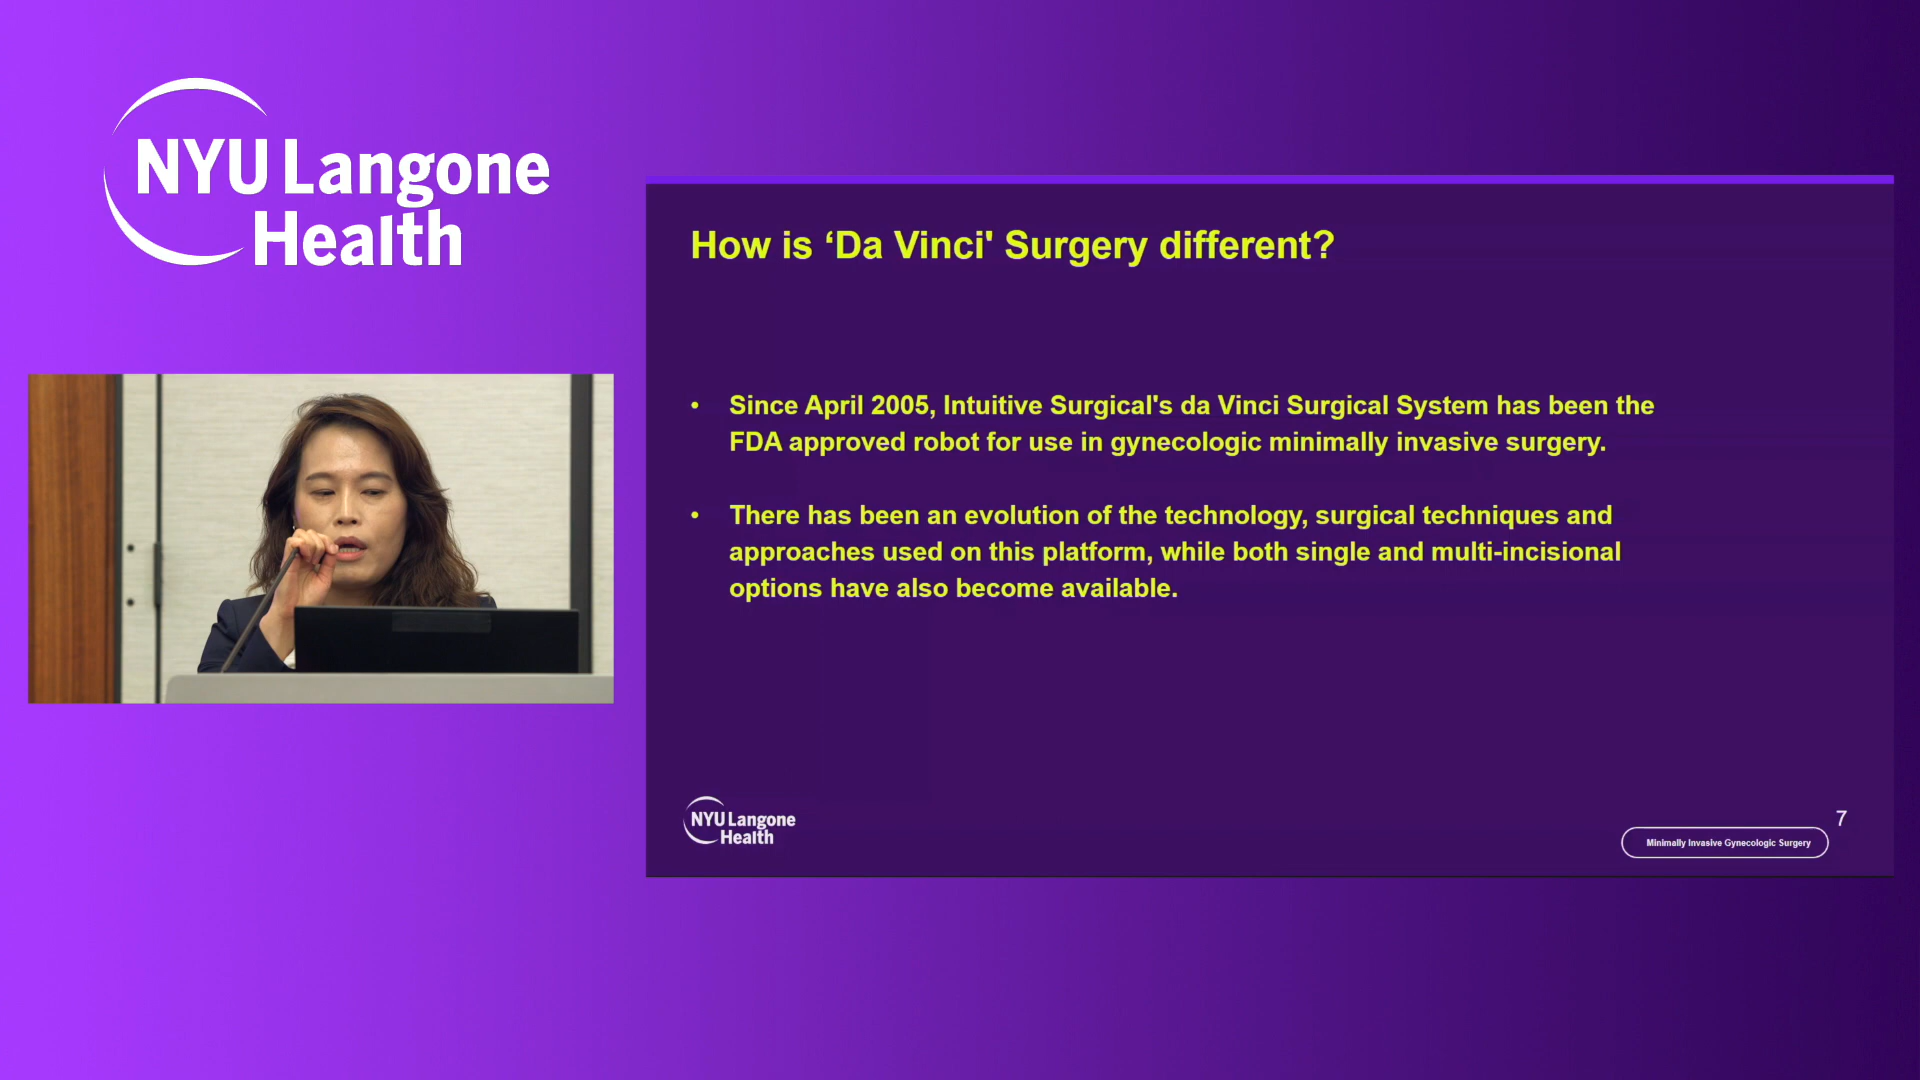 NYU Langone
Health
How is ‘Da Vinci' Surgery different?
• Since April 2005, Intuitive Surgical's da Vinci Surgical System has been the
FDA approved robot for use in gynecologic minimally invasive surgery.
• There has been an evolution of the technology, surgical techniques and
approaches used on this platform, while both single and multi-incisional
options have also become available.
NYU Langone
Health
7
Minimally Invasive Gynecologic Surgery